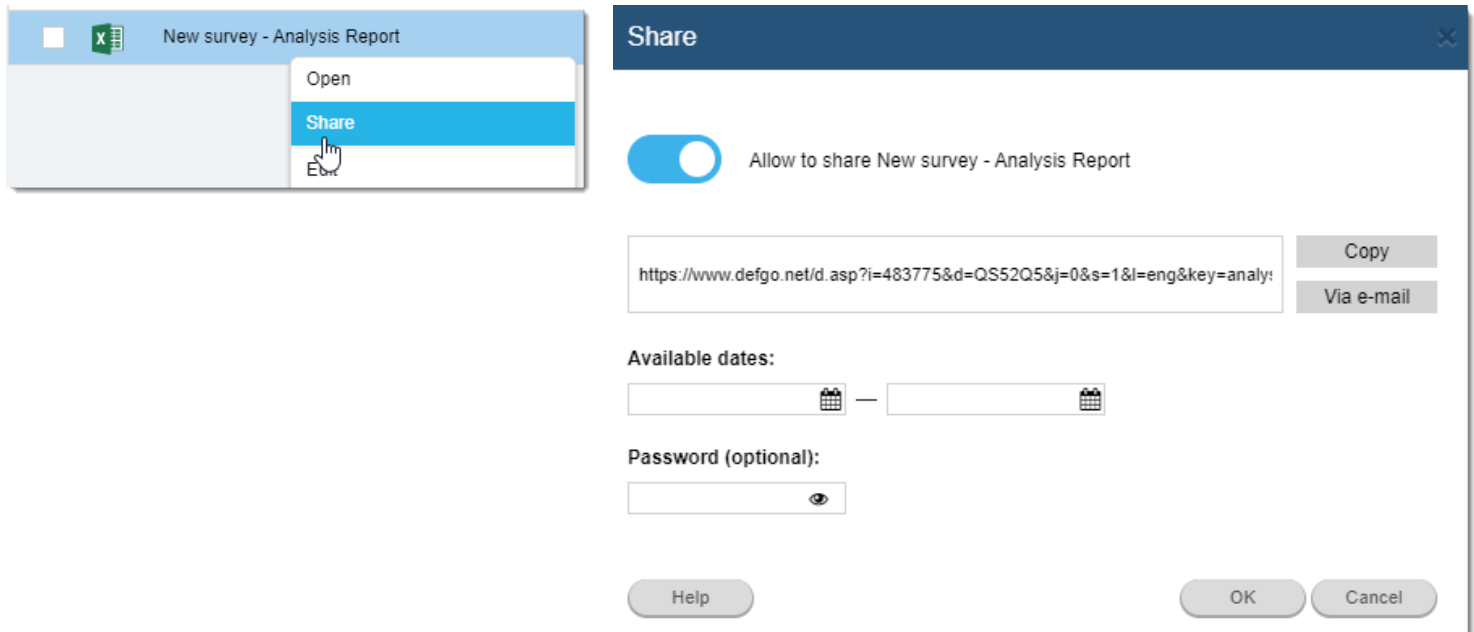 New survey - Analysis Report
Open
Share
Share
Allow to share New survey - Analysis Report
https://www.defgo.net/d.asp?i=483775&d=QS52Q5&j=0&s=1&l=eng&key=analys
Copy
Via e-mail
Available dates:
—
Password (optional):
Help
OK
Cancel